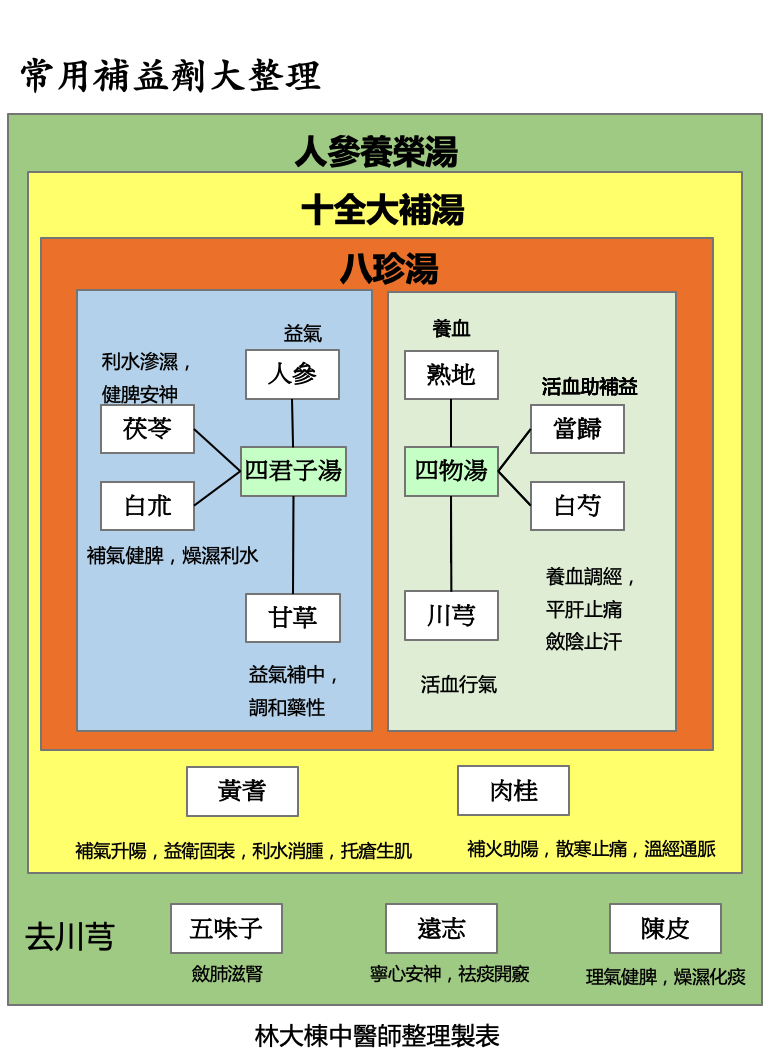 常用補益劑大整理
人參養榮湯
十全大補湯
八珍湯
益氣
人參
利水滲濕，
健脾安神
茯苓
四君子湯
白朮
補氣健脾，燥濕利水
甘草
益氣補中，
調和藥性
養血
熟地
活血助補益
當歸
四物湯
白芍
養血調經，
平肝止痛
斂陰止汗
川芎
活血行氣
黃耆
肉桂
補氣升陽，益衛固表，利水消腫，托瘡生肌
補火助陽，散寒止痛，溫經通脈
去川芎
五味子
遠志
陳皮
斂肺滋腎
寧心安神，祛痰開竅
理氣健脾，燥濕化痰
林大棟中醫師整理製表